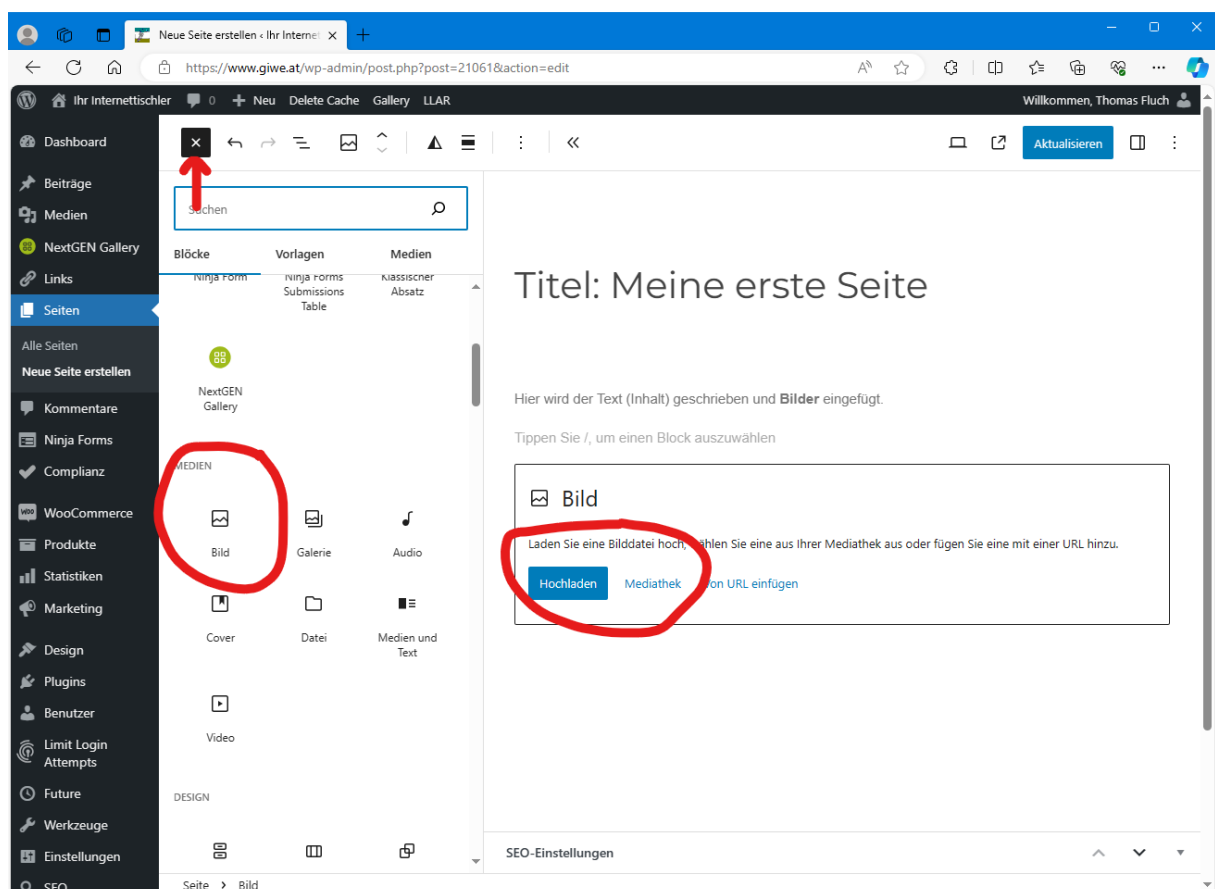 Neue Seite erstellen ‹ Ihr Internet
https://www.giwe.at/wp-admin/post.php?post=21061&action=edit
Ihr Internettischler 0 Neu Delete Cache Gallery LLAR Willkommen, Thomas Fluch
Dashboard
Beiträge
Medien
NextGEN Gallery
Links
Seiten
Alle Seiten
Neue Seite erstellen
Kommentare
Ninja Forms
Complianz
WooCommerce
Produkte
Statistiken
Marketing
Design
Plugins
Benutzer
Limit Login
Attempts
Future
Werkzeuge
Einstellungen
SEO
Aktualisieren
Suchen
Blöcke Vorlagen Medien
Ninja Form
Ninja Forms
Submissions
Table
Klassischer
Absatz
NextGEN
Gallery
MEDIEN
Bild
Galerie
Audio
Cover
Datei
Medien und
Text
Video
DESIGN
Titel: Meine erste Seite
Hier wird der Text (Inhalt) geschrieben und Bilder eingefügt.
Tippen Sie /, um einen Block auszuwählen
Bild
Laden Sie eine Bilddatei hoch, wählen Sie eine aus Ihrer Mediathek aus oder fügen Sie eine mit einer URL hinzu.
Hochladen Mediathek Von URL einfügen
SEO-Einstellungen
Seite > Bild